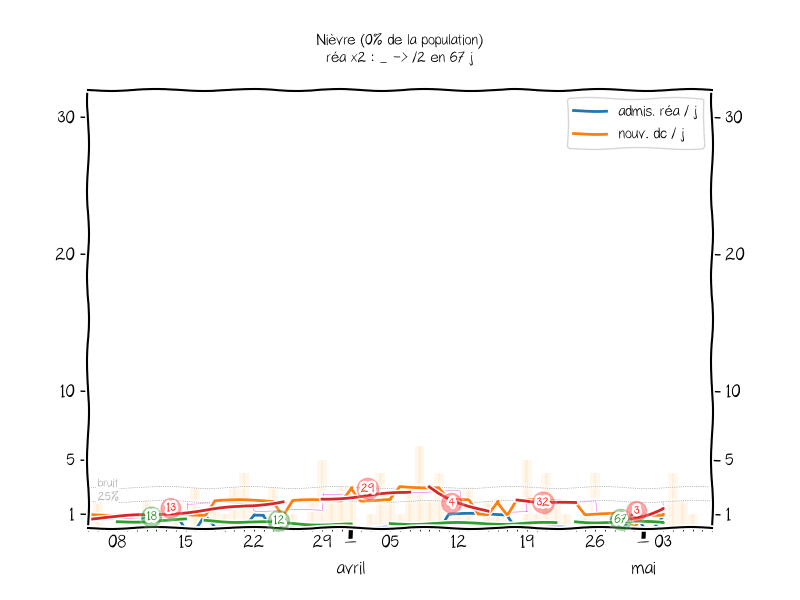 Nièvre (0% de la population)
réa x2 : _ -> /2 en 67 j
admis. réa / j
nouv. dc / j
30 30
20 20
10 10
5 5
bruit
25%
1 1
18 13 12 29 4 32 67 3
08 15 22 29 1 05 12 19 26 1 03
avril mai